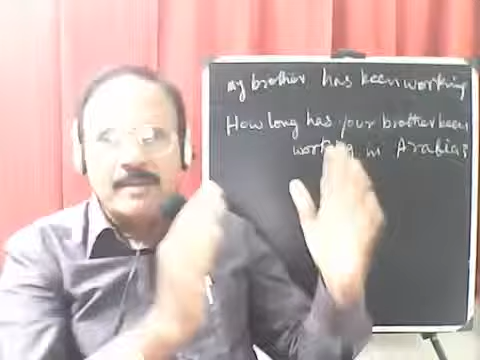 my brother has been working
How long has your brother been
working in Arabia?